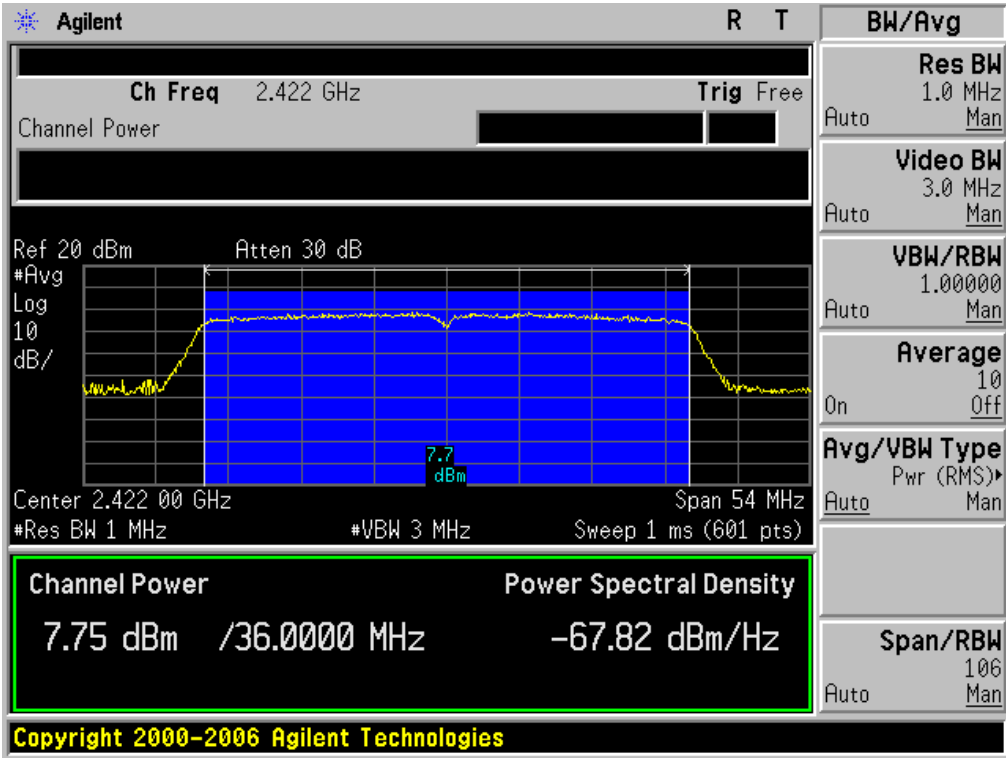 Agilent R T
Ch Freq 2.422 GHz Trig Free
Channel Power
Ref 20 dBm Atten 30 dB
#Avg
Log
10
dB/
7.7
dBm
Center 2.422 00 GHz Span 54 MHz
#Res BW 1 MHz #VBW 3 MHz Sweep 1 ms (601 pts)
Channel Power Power Spectral Density
7.75 dBm /36.0000 MHz -67.82 dBm/Hz
Copyright 2000-2006 Agilent Technologies
BW/Avg
Res BW
1.0 MHz
Auto Man
Video BW
3.0 MHz
Auto Man
VBW/RBW
1.00000
Auto Man
Average
10
On Off
Avg/VBW Type
Pwr (RMS)▸
Auto Man
Span/RBW
106
Auto Man